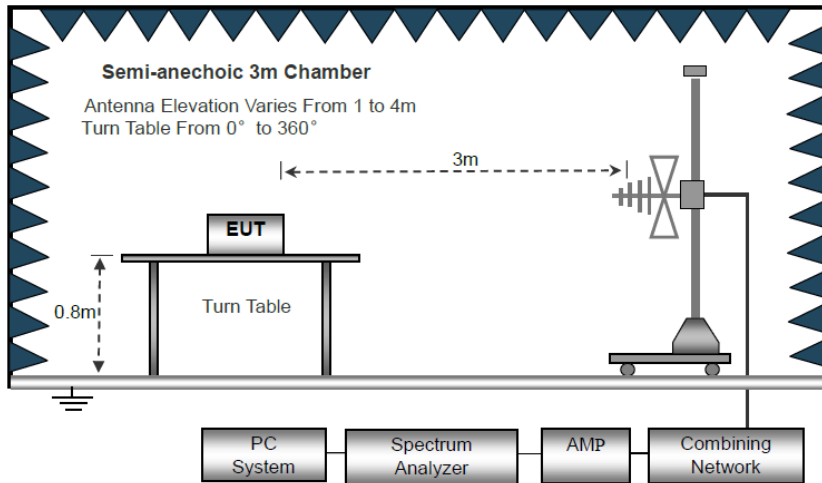 Semi-anechoic 3m Chamber
Antenna Elevation Varies From 1 to 4m
Turn Table From 0° to 360°
3m
EUT
0.8m
Turn Table
PC
System
Spectrum
Analyzer
AMP
Combining
Network